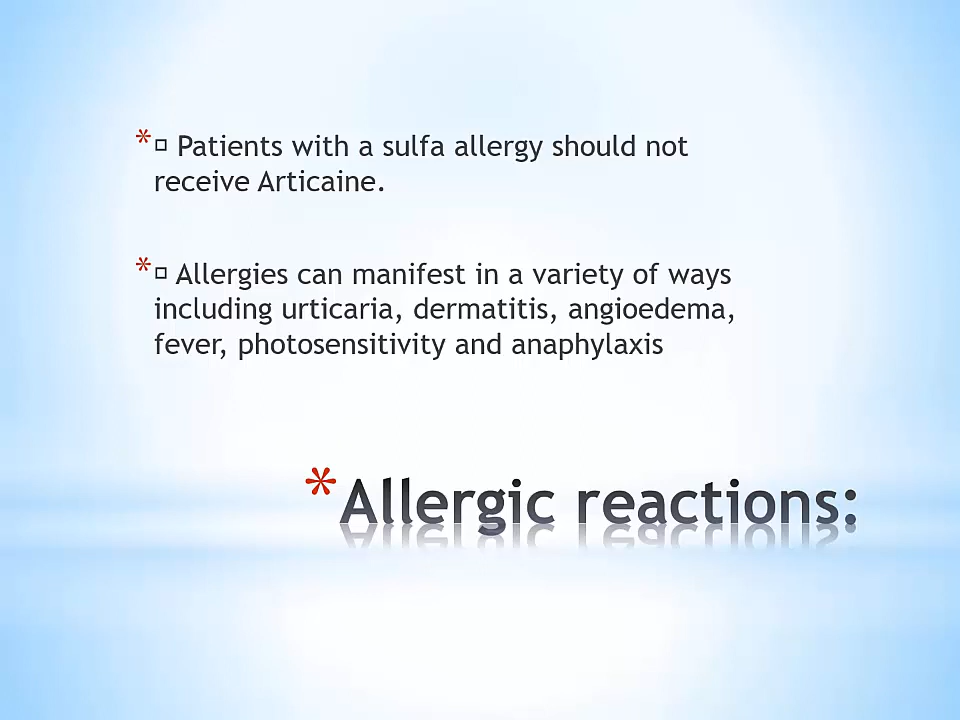 *□ Patients with a sulfa allergy should not
receive Articaine.
*□ Allergies can manifest in a variety of ways
including urticaria, dermatitis, angioedema,
fever, photosensitivity and anaphylaxis
*Allergic reactions: